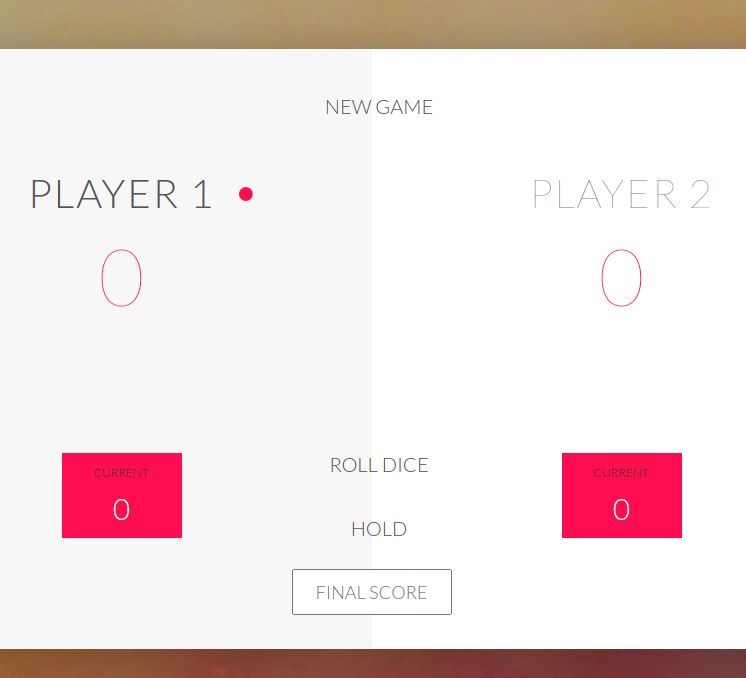 NEW GAME
PLAYER 1
PLAYER 2
0
0
CURRENT
0
ROLL DICE
HOLD
CURRENT
0
FINAL SCORE